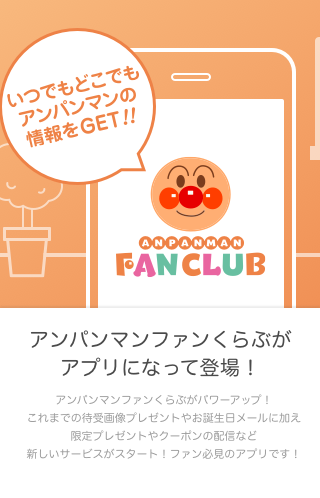 いつでもどこでも
アンパンマンの
情報をGET!!
ANPANMAN
FANCLUB
アンパンマンファンくらぶが
アプリになって登場！
アンパンマンファンくらぶがパワーアップ！
これまでの待受画像プレゼントやお誕生日メールに加え
限定プレゼントやクーポンの配信など
新しいサービスがスタート！ファン必見のアプリです！